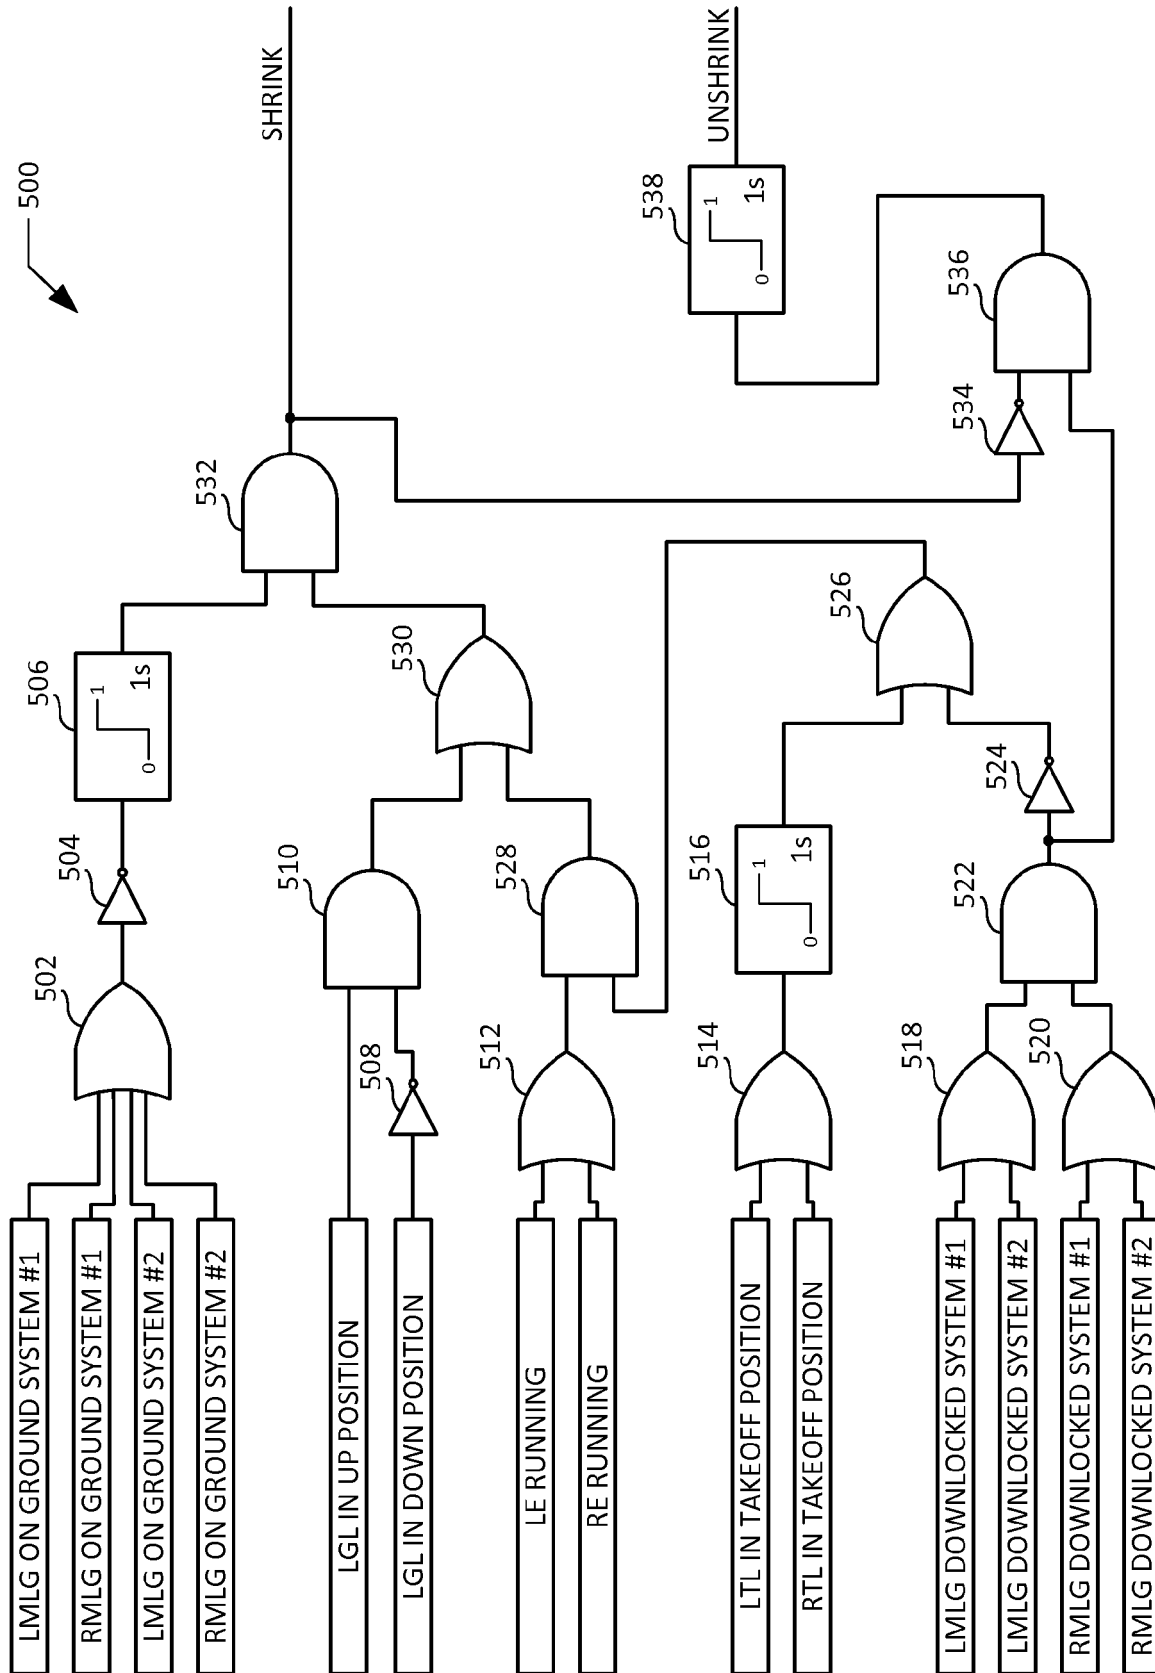 500
LMLG ON GROUND SYSTEM #1
RMLG ON GROUND SYSTEM #1
LMLG ON GROUND SYSTEM #2
RMLG ON GROUND SYSTEM #2
502
504
506
0
1
1s
532
SHRINK
LGL IN UP POSITION
LGL IN DOWN POSITION
508
510
530
LE RUNNING
RE RUNNING
512
528
LTL IN TAKEOFF POSITION
RTL IN TAKEOFF POSITION
514
516
0
1
1s
526
538
0
1
1s
UNSHRINK
LMLG DOWNLOCKED SYSTEM #1
LMLG DOWNLOCKED SYSTEM #2
RMLG DOWNLOCKED SYSTEM #1
RMLG DOWNLOCKED SYSTEM #2
518
520
522
524
534
536